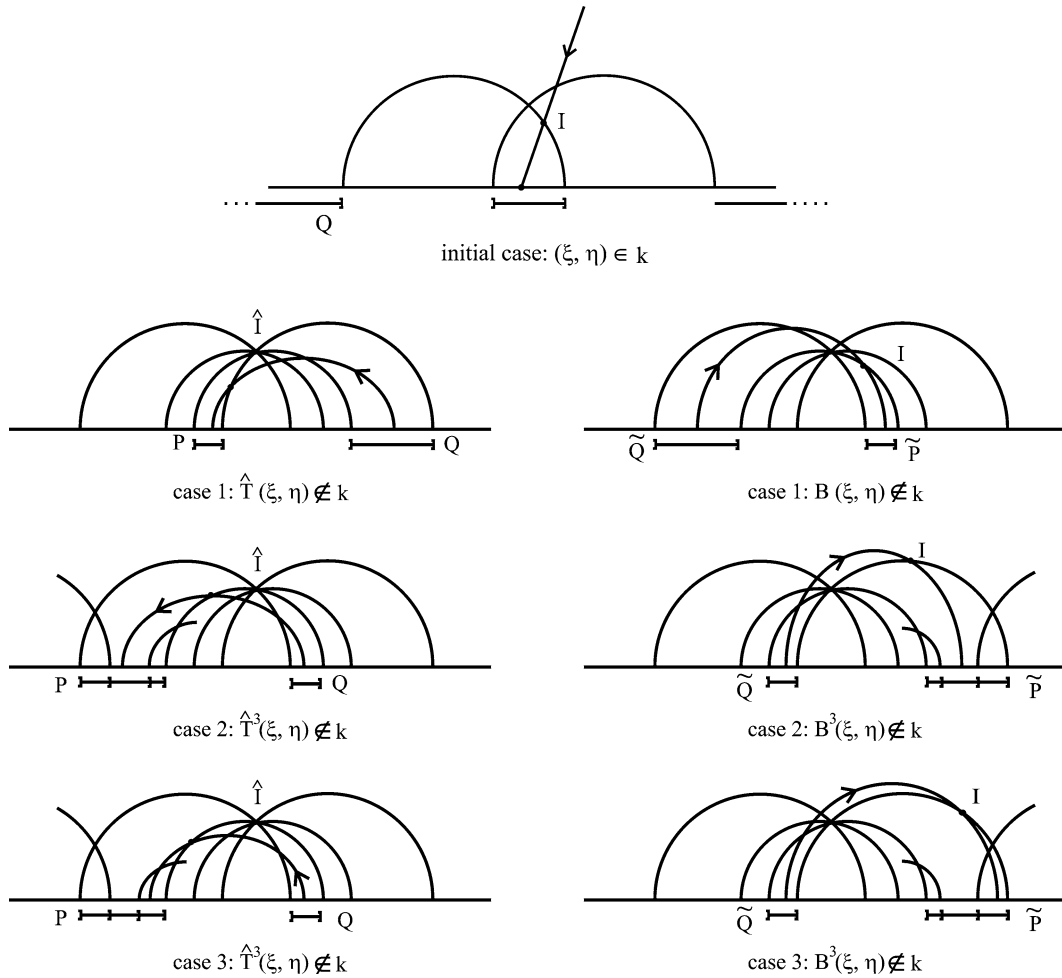 I
Q
initial case: (ξ, η) ∈ k
Î
P Q
case 1: T̂ (ξ, η) ∉ k
I
Q̃ P̃
case 1: B (ξ, η) ∉ k
Î
P Q
case 2: T̂³(ξ, η) ∉ k
I
Q̃ P̃
case 2: B³(ξ, η) ∉ k
Î
P Q
case 3: T̂³(ξ, η) ∉ k
I
Q̃ P̃
case 3: B³(ξ, η) ∉ k